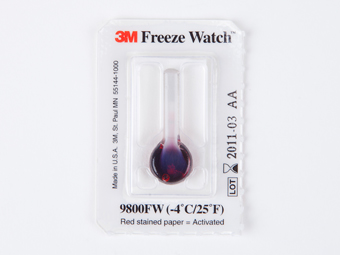 3M Freeze Watch™
Made in U.S.A. 3M, St. Paul MN 55144-1000
LOT 2011-03 AA
9800FW (-4°C/25°F)
Red stained paper = Activated